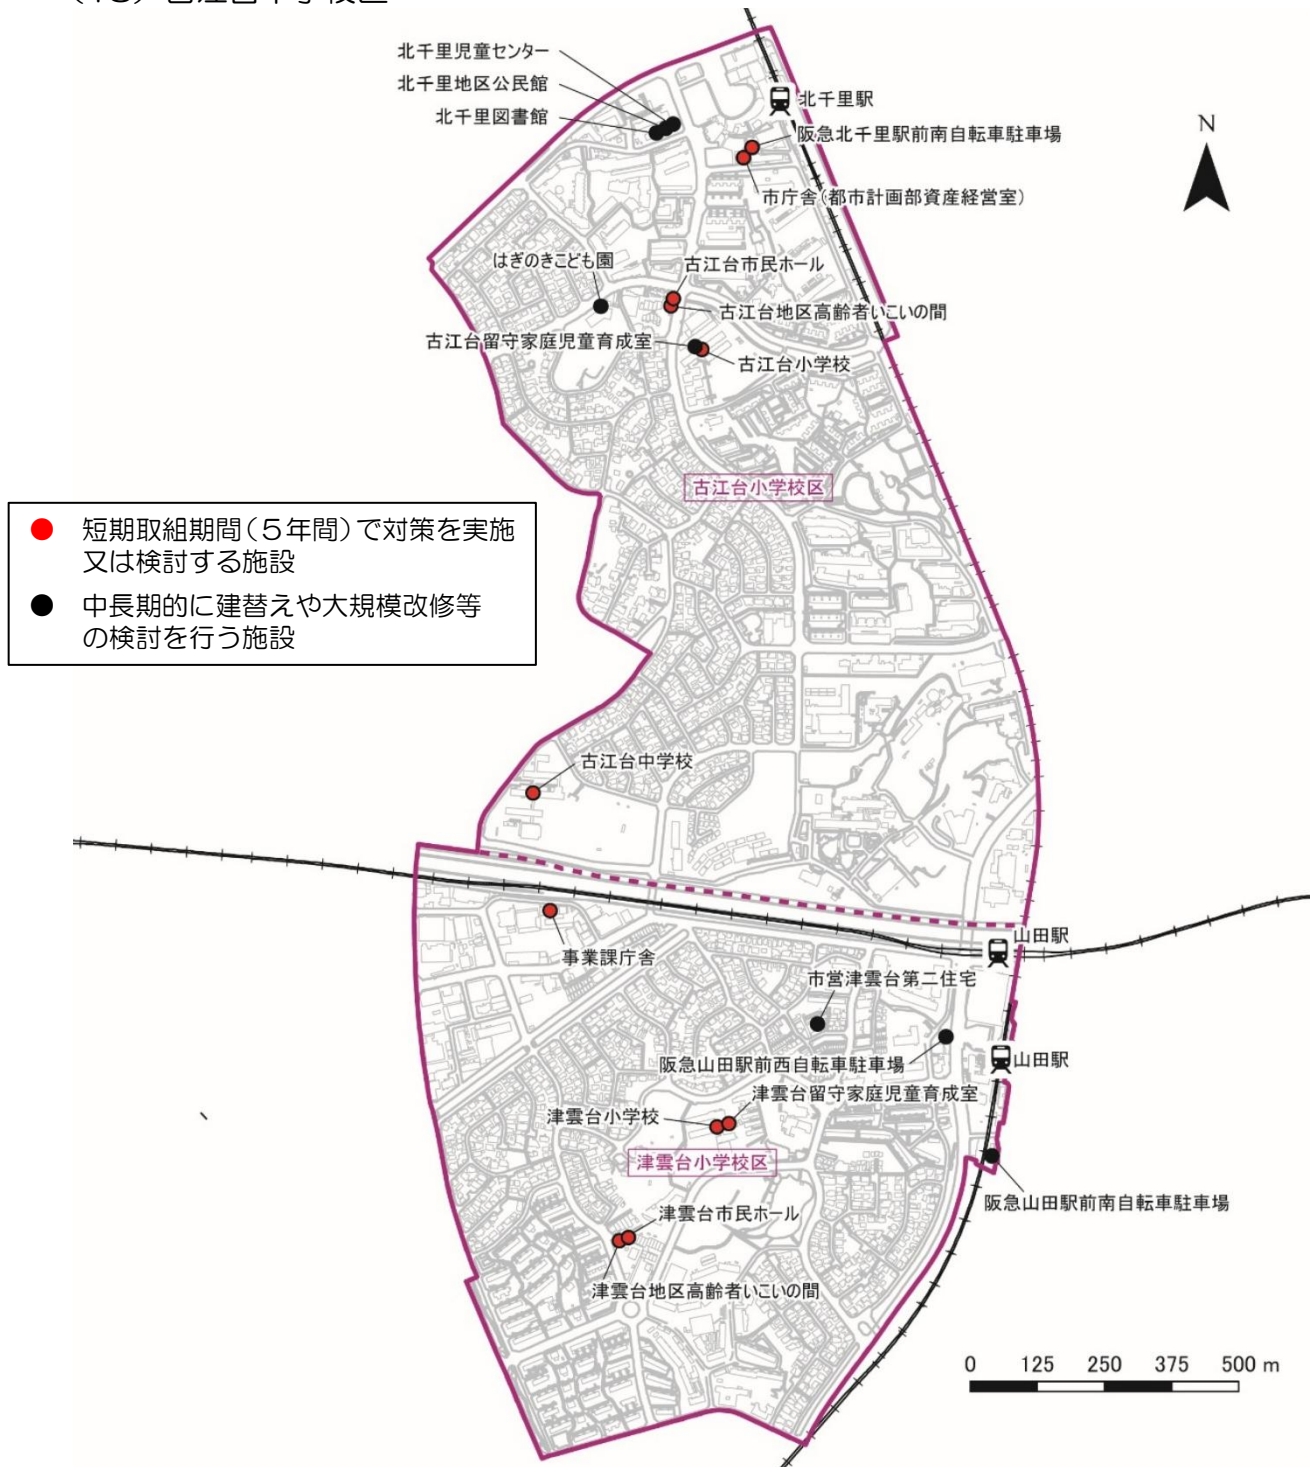 北千里児童センター
北千里地区公民館
北千里図書館
北千里駅
阪急北千里駅前南自転車駐車場
市庁舎(都市計画部資産経営室)
N
はぎのきこども園
古江台市民ホール
古江台地区高齢者いこいの間
古江台留守家庭児童育成室
古江台小学校
古江台小学校区
● 短期取組期間(5年間)で対策を実施
又は検討する施設
● 中長期的に建替えや大規模改修等
の検討を行う施設
古江台中学校
山田駅
事業課庁舎
市営津雲台第二住宅
阪急山田駅前西自転車駐車場
山田駅
津雲台留守家庭児童育成室
津雲台小学校
津雲台小学校区
阪急山田駅前南自転車駐車場
津雲台市民ホール
津雲台地区高齢者いこいの間
0 125 250 375 500 m